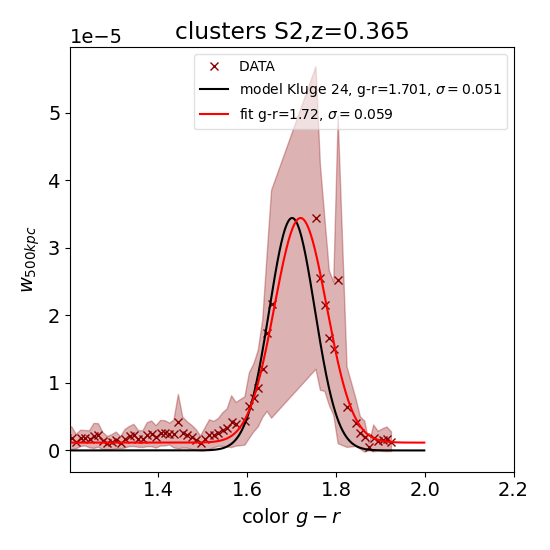 clusters S2,z=0.365
1e−5
DATA
model Kluge 24, g-r=1.701, σ = 0.051
fit g-r=1.72, σ = 0.059
5
4
3
2
1
0
w500kpc
1.4 1.6 1.8 2.0 2.2
color g − r